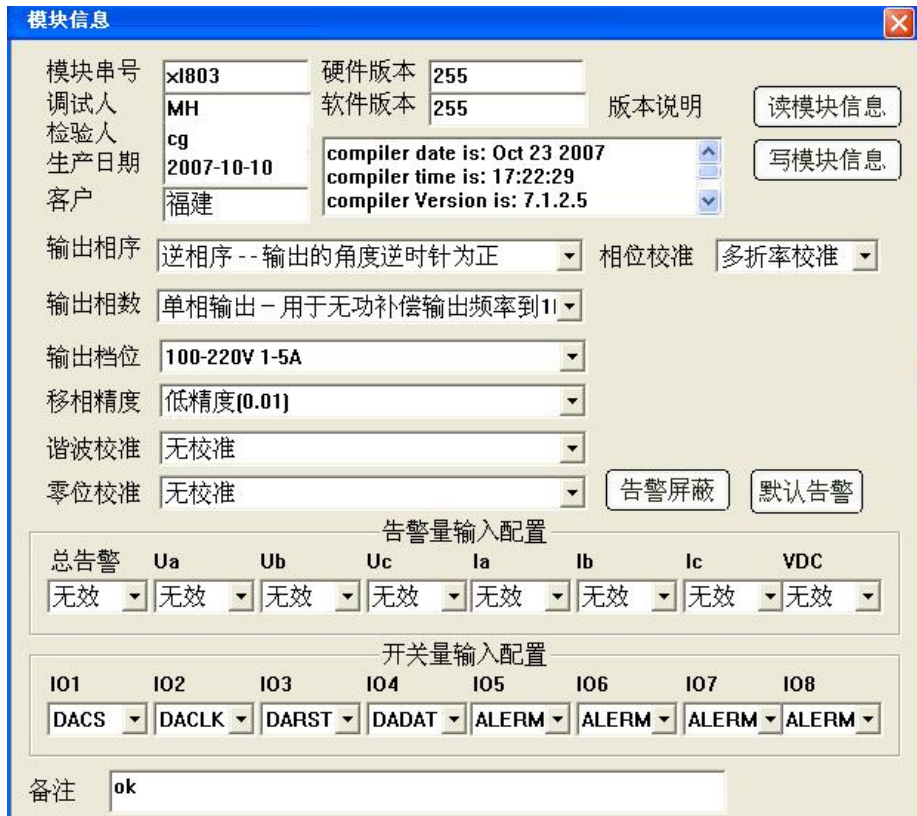 模块信息
模块串号 xl803 硬件版本 255
调试人 MH 软件版本 255 版本说明 读模块信息
检验人 cg
生产日期 2007-10-10 compiler date is: Oct 23 2007 写模块信息
compiler time is: 17:22:29
客户 福建 compiler Version is: 7.1.2.5
输出相序 逆相序--输出的角度逆时针为正 相位校准 多折率校准
输出相数 单相输出-用于无功补偿输出频率到1
输出档位 100-220V 1-5A
移相精度 低精度(0.01)
谐波校准 无校准
零位校准 无校准 告警屏蔽 默认告警
告警量输入配置
总告警 Ua Ub Uc Ia Ib Ic VDC
无效 无效 无效 无效 无效 无效 无效 无效
开关量输入配置
IO1 IO2 IO3 IO4 IO5 IO6 IO7 IO8
DACS DACLK DARST DADAT ALERM ALERM ALERM ALERM
备注 ok